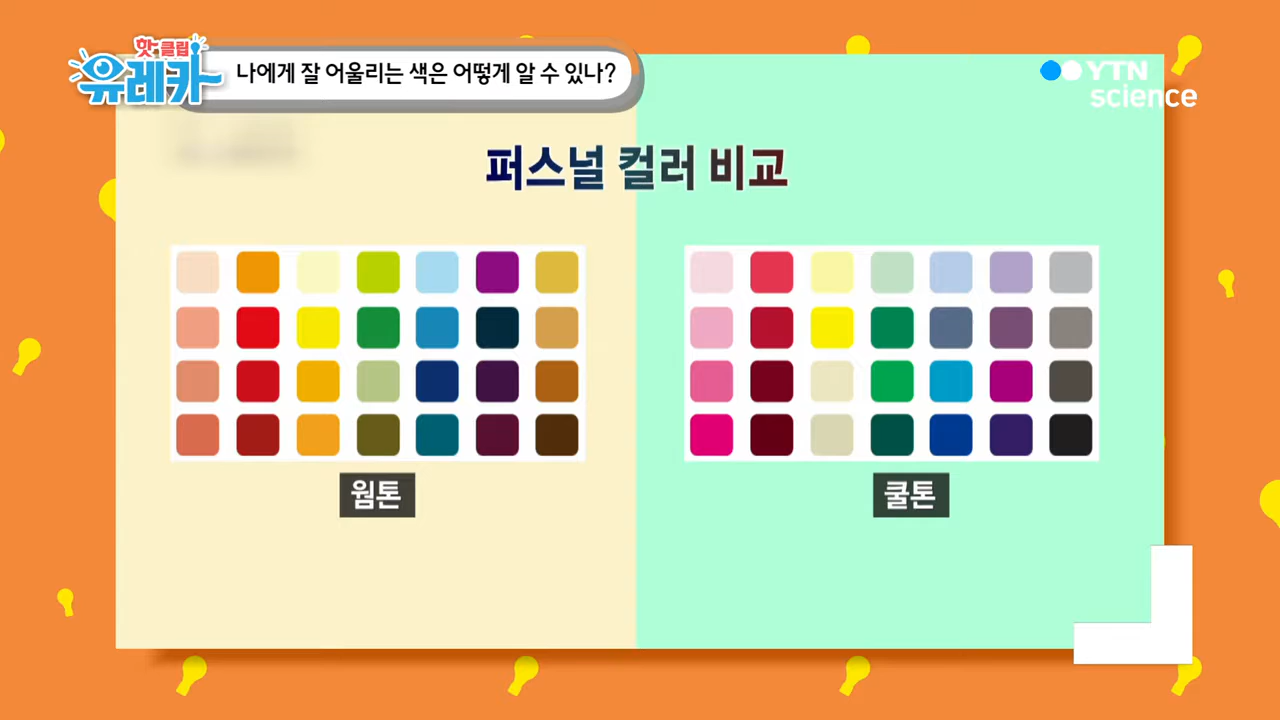 핫클립
유레카
나에게 잘 어울리는 색은 어떻게 알 수 있나?
YTN
science
퍼스널 컬러 비교
웜톤
쿨톤